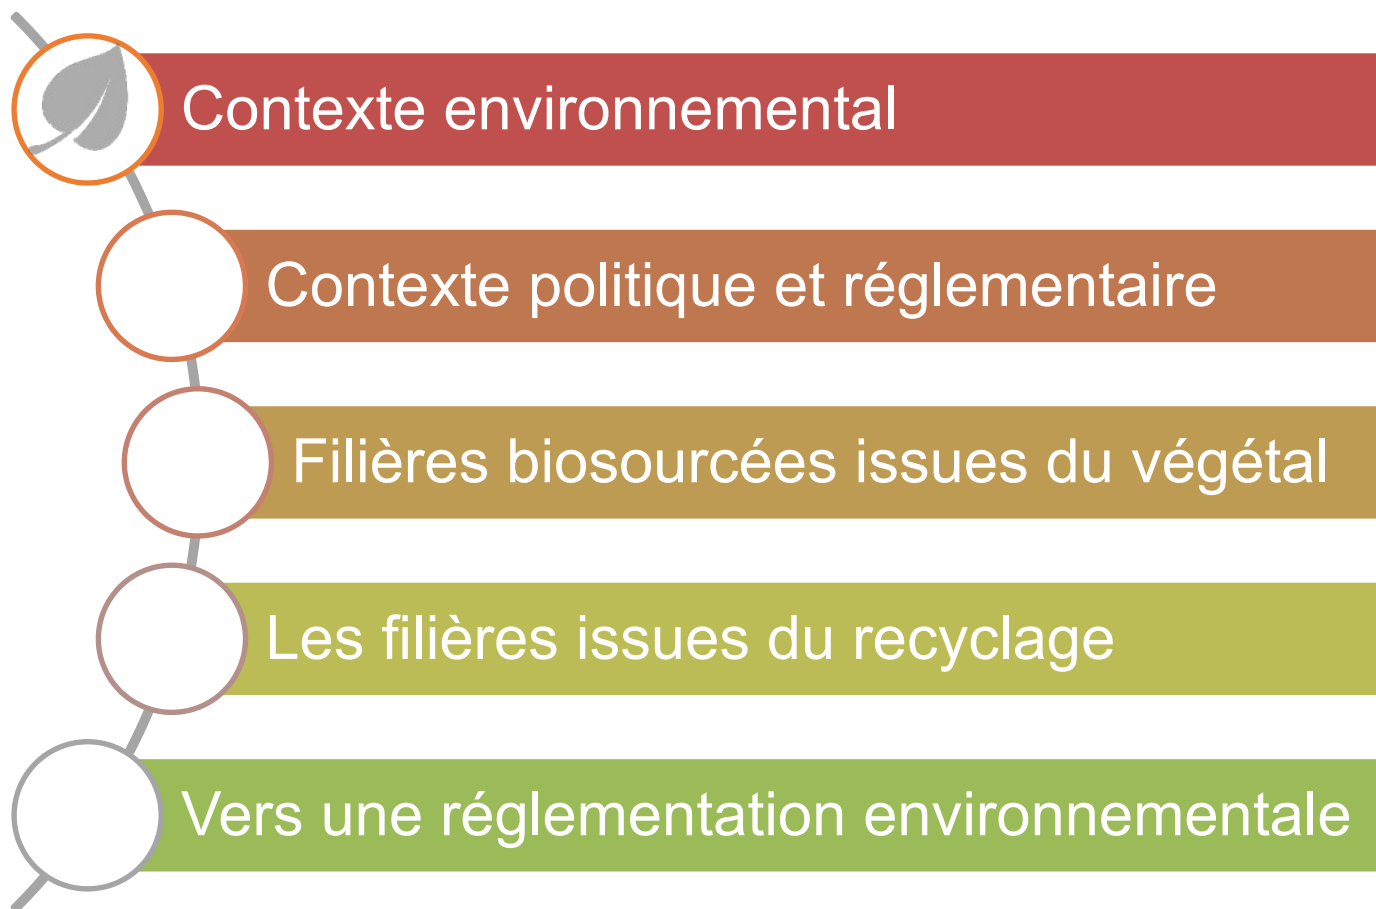 Contexte environnemental
Contexte politique et réglementaire
Filières biosourcées issues du végétal
Les filières issues du recyclage
Vers une réglementation environnementale